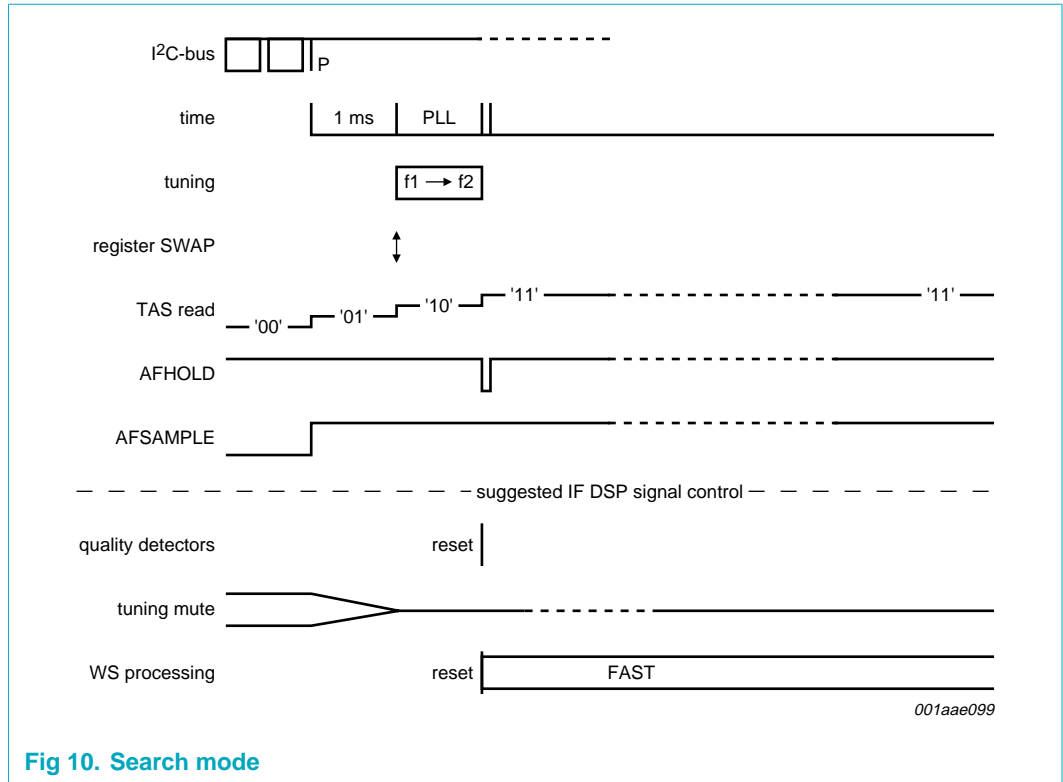 I²C-bus
P
time
1 ms
PLL
tuning
f1 → f2
register SWAP
TAS read
'00'
'01'
'10'
'11'
'11'
AFHOLD
AFSAMPLE
suggested IF DSP signal control
quality detectors
reset
tuning mute
WS processing
reset
FAST
001aae099
Fig 10. Search mode